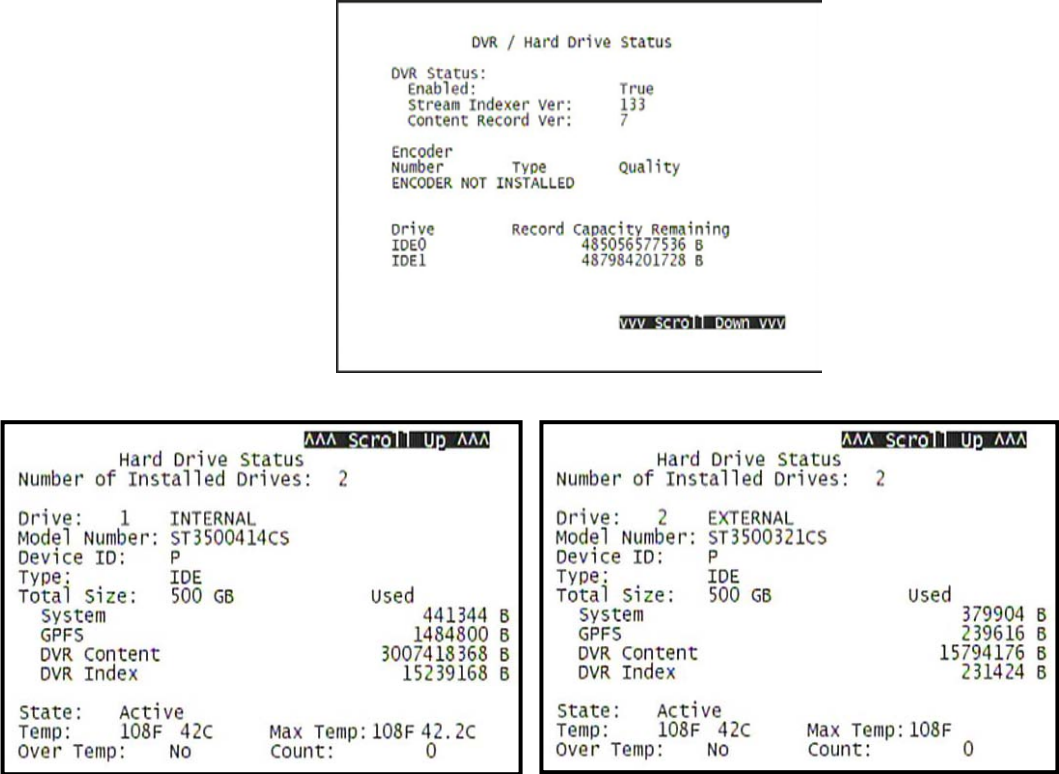 DVR / Hard Drive Status
DVR Status:
Enabled: True
Stream Indexer Ver: 133
Content Record Ver: 7
Encoder
Number Type Quality
ENCODER NOT INSTALLED
Drive Record Capacity Remaining
IDE0 485056577536 B
IDE1 487984201728 B
vvv Scroll Down vvv
ΛΛΛ Scroll Up ΛΛΛ
Hard Drive Status
Number of Installed Drives: 2
Drive: 1 INTERNAL
Model Number: ST3500414CS
Device ID: P
Type: IDE
Total Size: 500 GB Used
System 441344 B
GPFS 1484800 B
DVR Content 3007418368 B
DVR Index 15239168 B
State: Active
Temp: 108F 42C Max Temp: 108F 42.2C
Over Temp: No Count: 0
ΛΛΛ Scroll Up ΛΛΛ
Hard Drive Status
Number of Installed Drives: 2
Drive: 2 EXTERNAL
Model Number: ST3500321CS
Device ID: P
Type: IDE
Total Size: 500 GB Used
System 379904 B
GPFS 239616 B
DVR Content 15794176 B
DVR Index 231424 B
State: Active
Temp: 108F 42C Max Temp: 108F
Over Temp: No Count: 0